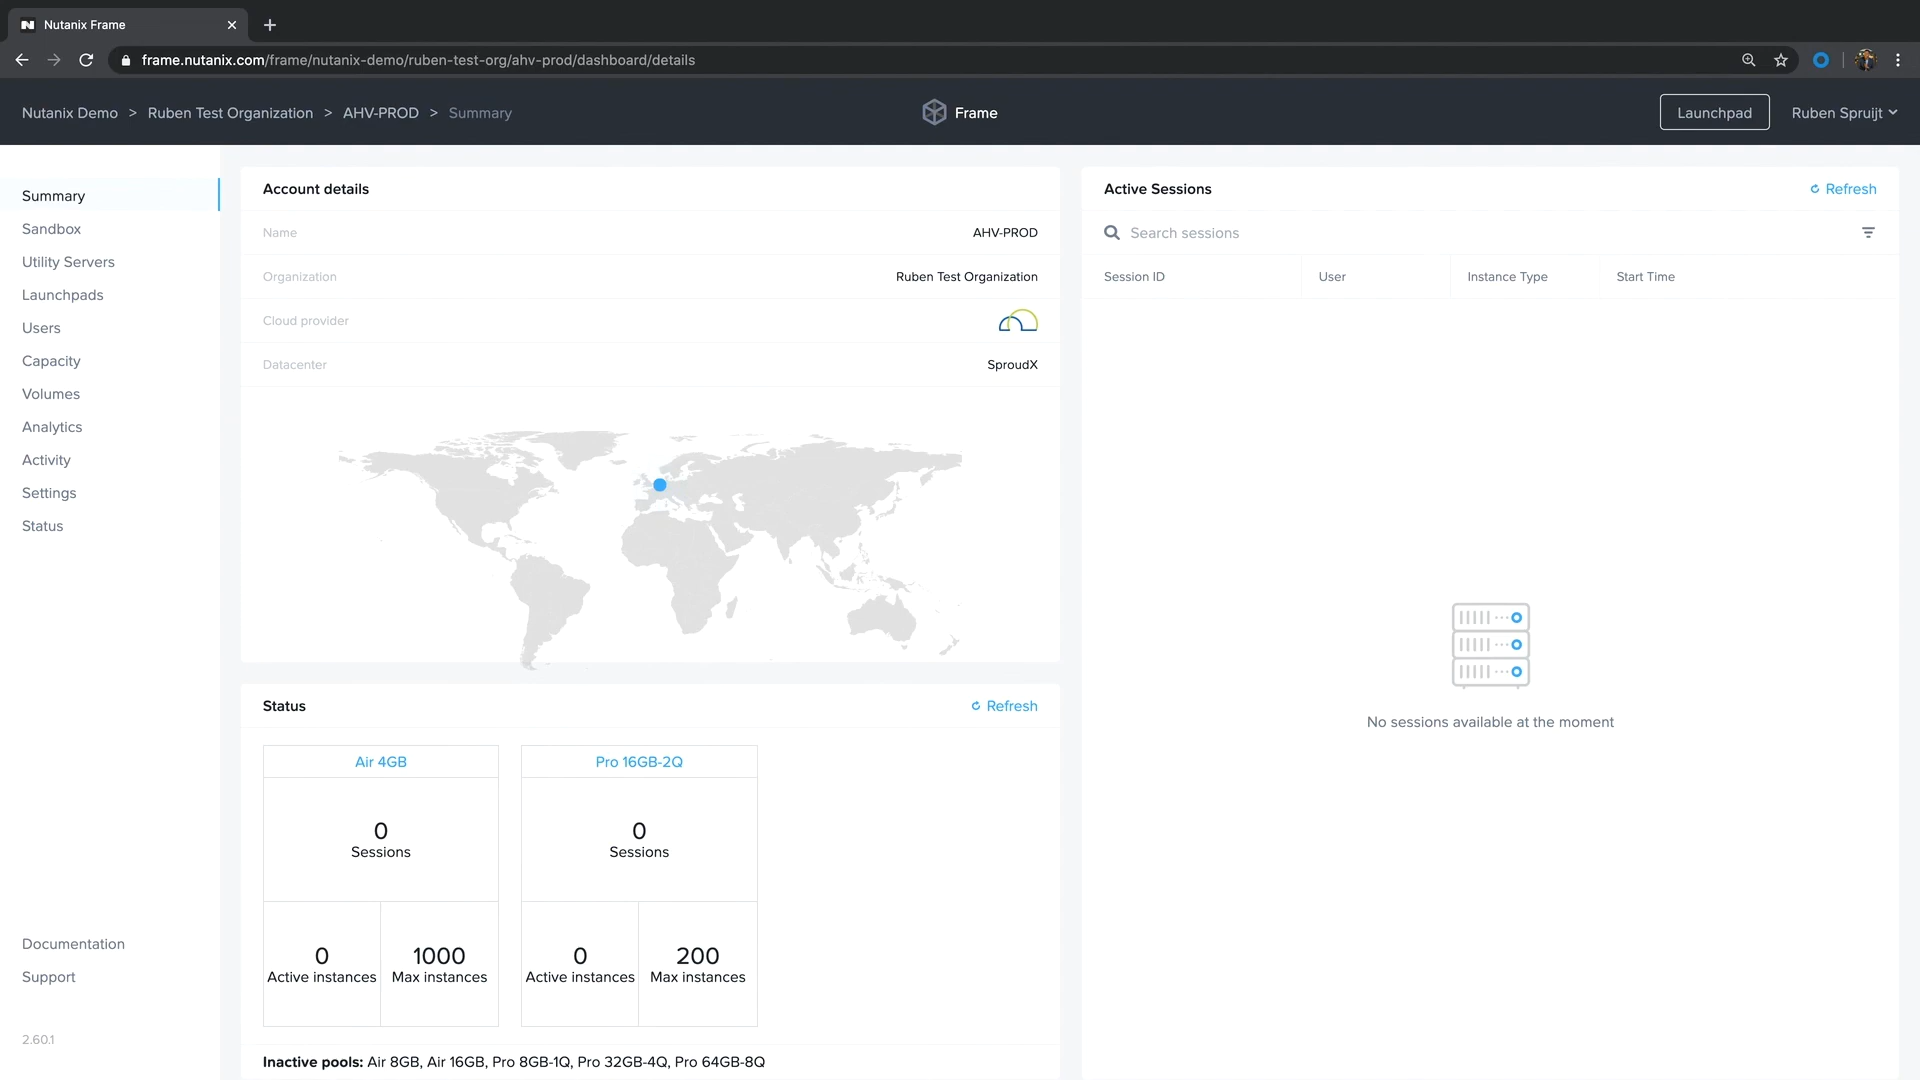 Nutanix Frame
frame.nutanix.com/frame/nutanix-demo/ruben-test-org/ahv-prod/dashboard/details
Nutanix Demo > Ruben Test Organization > AHV-PROD > Summary
Frame
Launchpad
Ruben Spruijt
Summary
Sandbox
Utility Servers
Launchpads
Users
Capacity
Volumes
Analytics
Activity
Settings
Status
Documentation
Support
2.60.1
Account details
Name AHV-PROD
Organization Ruben Test Organization
Cloud provider
Datacenter SproudX
Status Refresh
Air 4GB
0
Sessions
0
Active instances
1000
Max instances
Pro 16GB-2Q
0
Sessions
0
Active instances
200
Max instances
Inactive pools: Air 8GB, Air 16GB, Pro 8GB-1Q, Pro 32GB-4Q, Pro 64GB-8Q
Active Sessions Refresh
Search sessions
Session ID User Instance Type Start Time
No sessions available at the moment